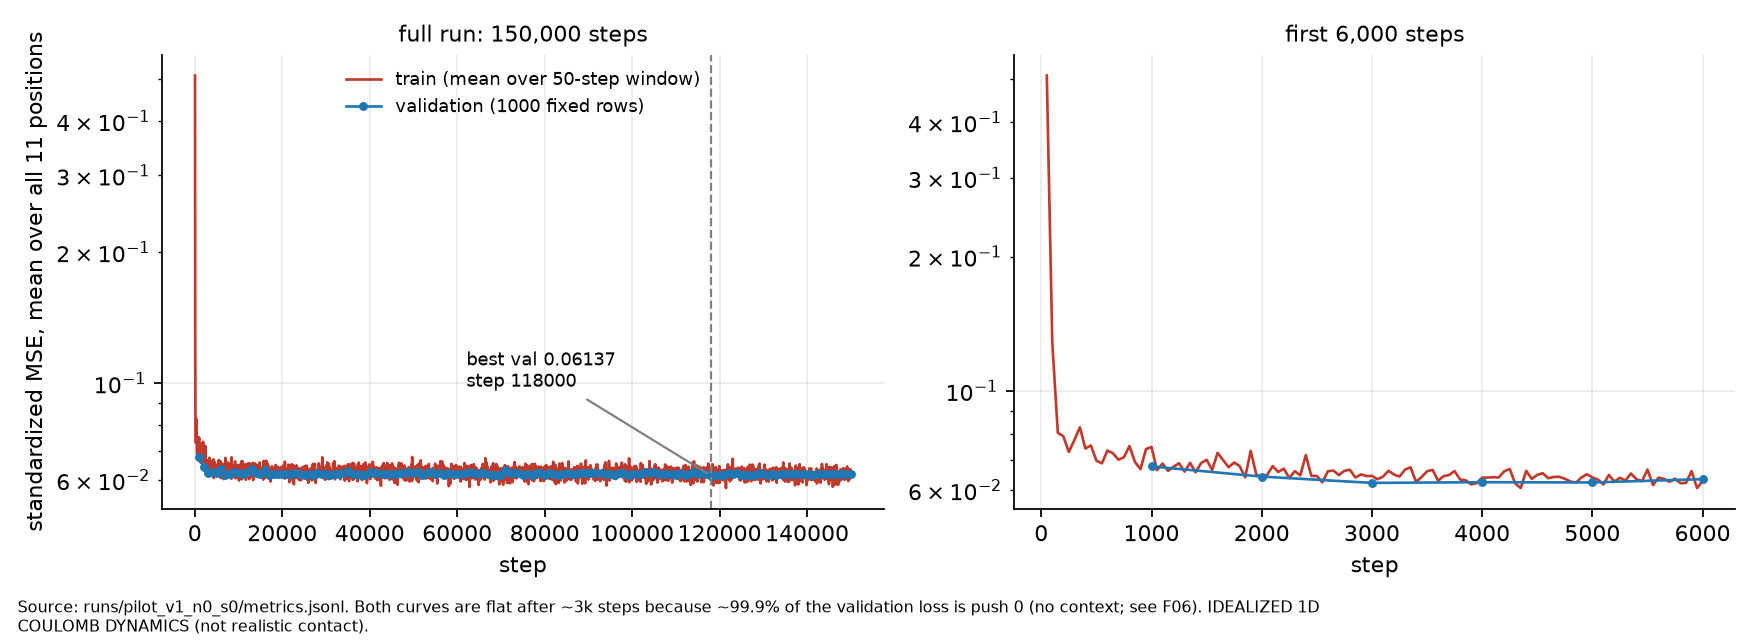 full run: 150,000 steps
standardized MSE, mean over all 11 positions
4 × 10⁻¹
3 × 10⁻¹
2 × 10⁻¹
10⁻¹
6 × 10⁻²
train (mean over 50-step window)
validation (1000 fixed rows)
best val 0.06137
step 118000
0 20000 40000 60000 80000 100000 120000 140000
step
first 6,000 steps
4 × 10⁻¹
3 × 10⁻¹
2 × 10⁻¹
10⁻¹
6 × 10⁻²
0 1000 2000 3000 4000 5000 6000
step
Source: runs/pilot_v1_n0_s0/metrics.jsonl. Both curves are flat after ~3k steps because ~99.9% of the validation loss is push 0 (no context; see F06). IDEALIZED 1D
COULOMB DYNAMICS (not realistic contact).